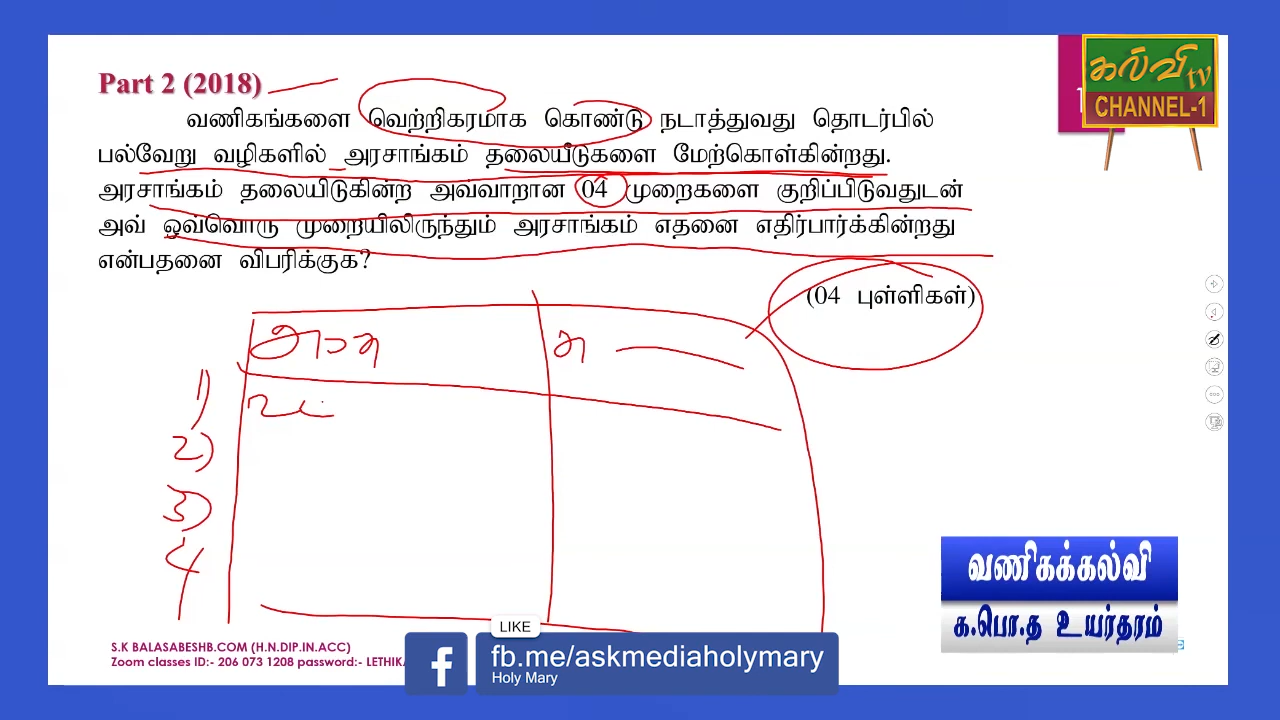 Part 2 (2018)
கல்வி tv
CHANNEL-1
வணிகங்களை வெற்றிகரமாக கொண்டு நடாத்துவது தொடர்பில்
பல்வேறு வழிகளில் அரசாங்கம் தலையீடுகளை மேற்கொள்கின்றது.
அரசாங்கம் தலையிடுகின்ற அவ்வாறான 04 முறைகளை குறிப்பிடுவதுடன்
அவ் ஒவ்வொரு முறையிலிருந்தும் அரசாங்கம் எதனை எதிர்பார்க்கின்றது
என்பதனை விபரிக்குக?
(04 புள்ளிகள்)
1)
2)
3)
4
வணிகக்கல்வி
க.பொ.த உயர்தரம்
S.K BALASABESHB.COM (H.N.DIP.IN.ACC)
Zoom classes ID:- 206 073 1208 password:- LETHIKA
LIKE
fb.me/askmediaholymary
Holy Mary